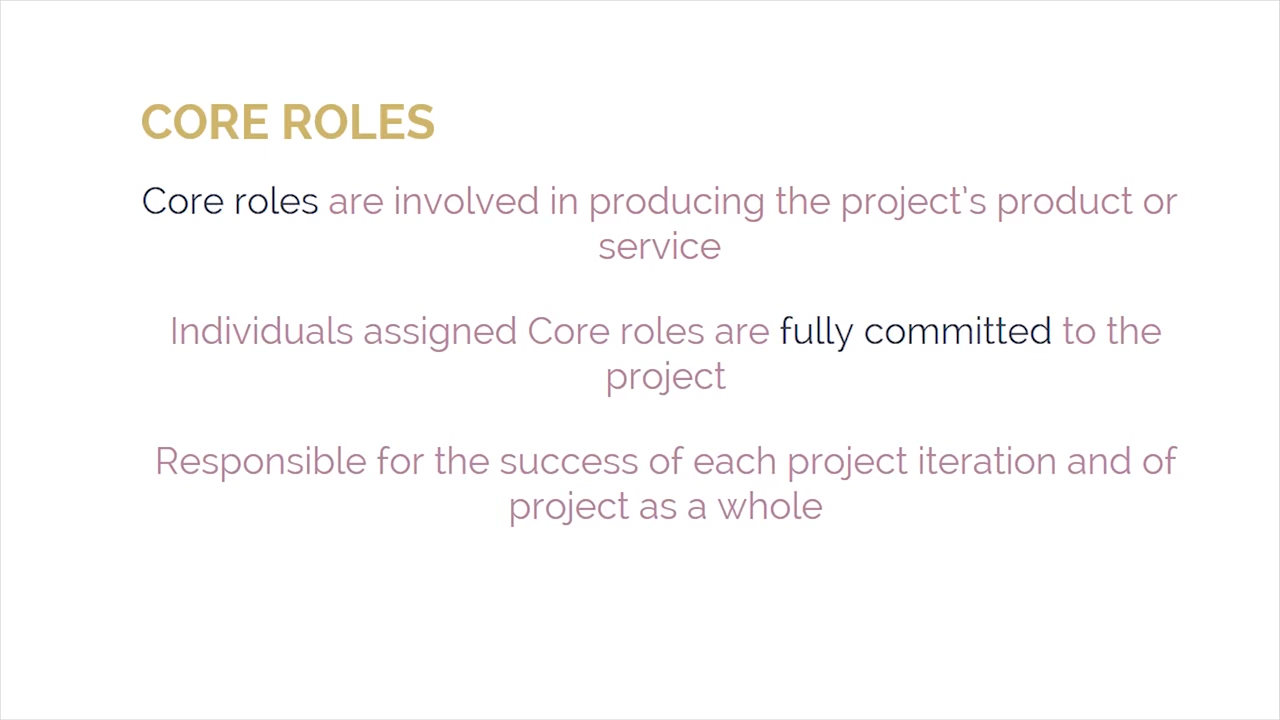 CORE ROLES
Core roles are involved in producing the project's product or
service
Individuals assigned Core roles are fully committed to the
project
Responsible for the success of each project iteration and of
project as a whole